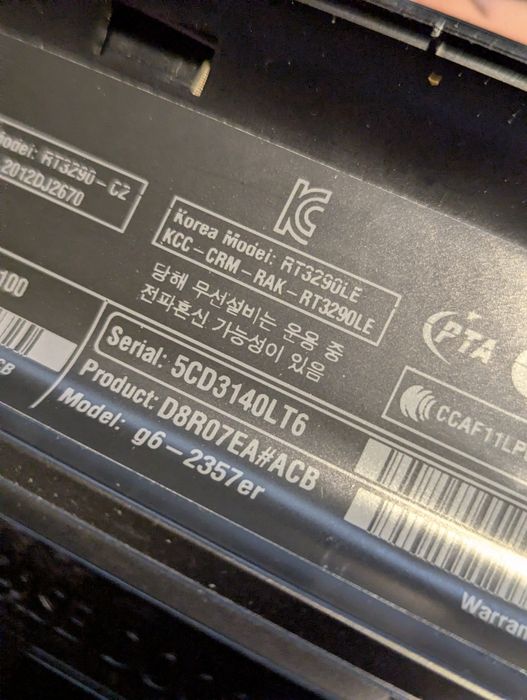 Model: RT3290-C2
2012DJ2670
KC
Korea Model: RT3290LE
KCC-CRM-RAK-RT3290LE
당해 무선설비는 운용 중
전파혼신 가능성이 있음
PTA
CCAF11LP
Serial: 5CD3140LT6
Product: D8R07EA#ACB
Model: g6-2357er